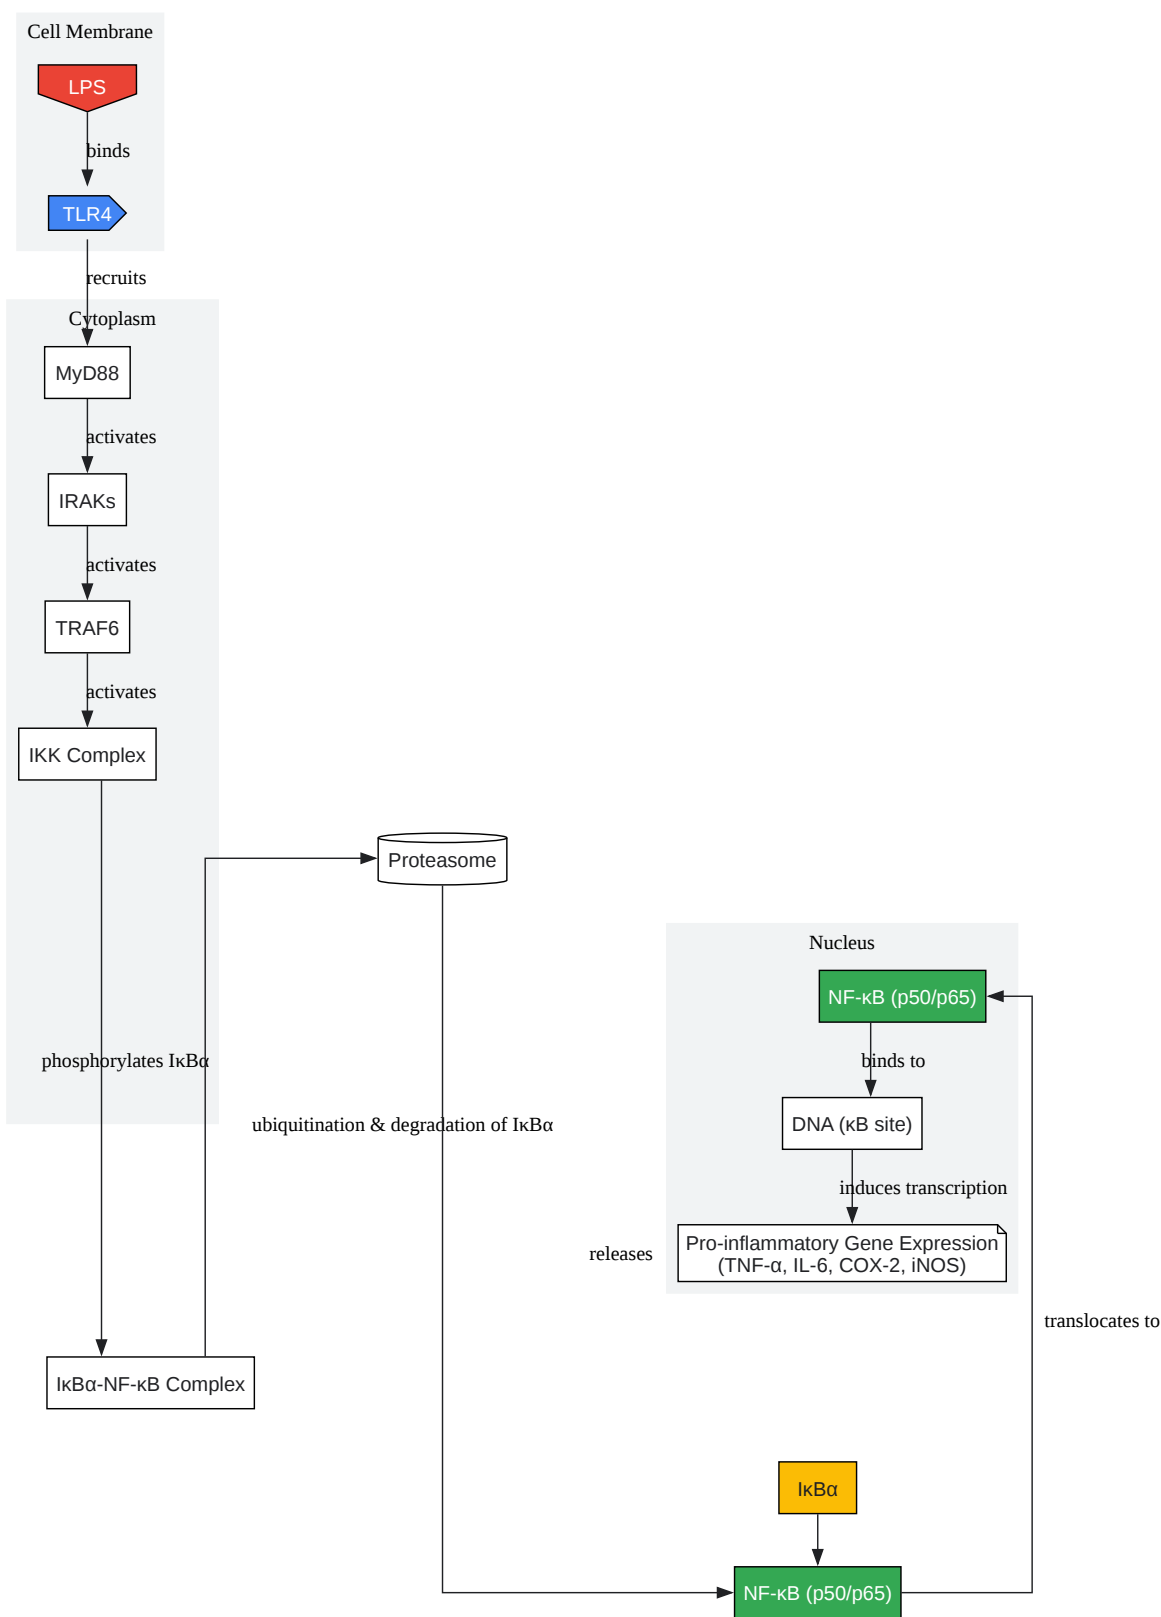 Cell Membrane
LPS
binds
TLR4
recruits
Cytoplasm
MyD88
activates
IRAKs
activates
TRAF6
activates
IKK Complex
Proteasome
Nucleus
NF-κB (p50/p65)
phosphorylates IκBα
binds to
ubiquitination & degradation of IκBα
DNA (κB site)
induces transcription
releases
Pro-inflammatory Gene Expression
(TNF-α, IL-6, COX-2, iNOS)
translocates to
IκBα-NF-κB Complex
IκBα
NF-κB (p50/p65)